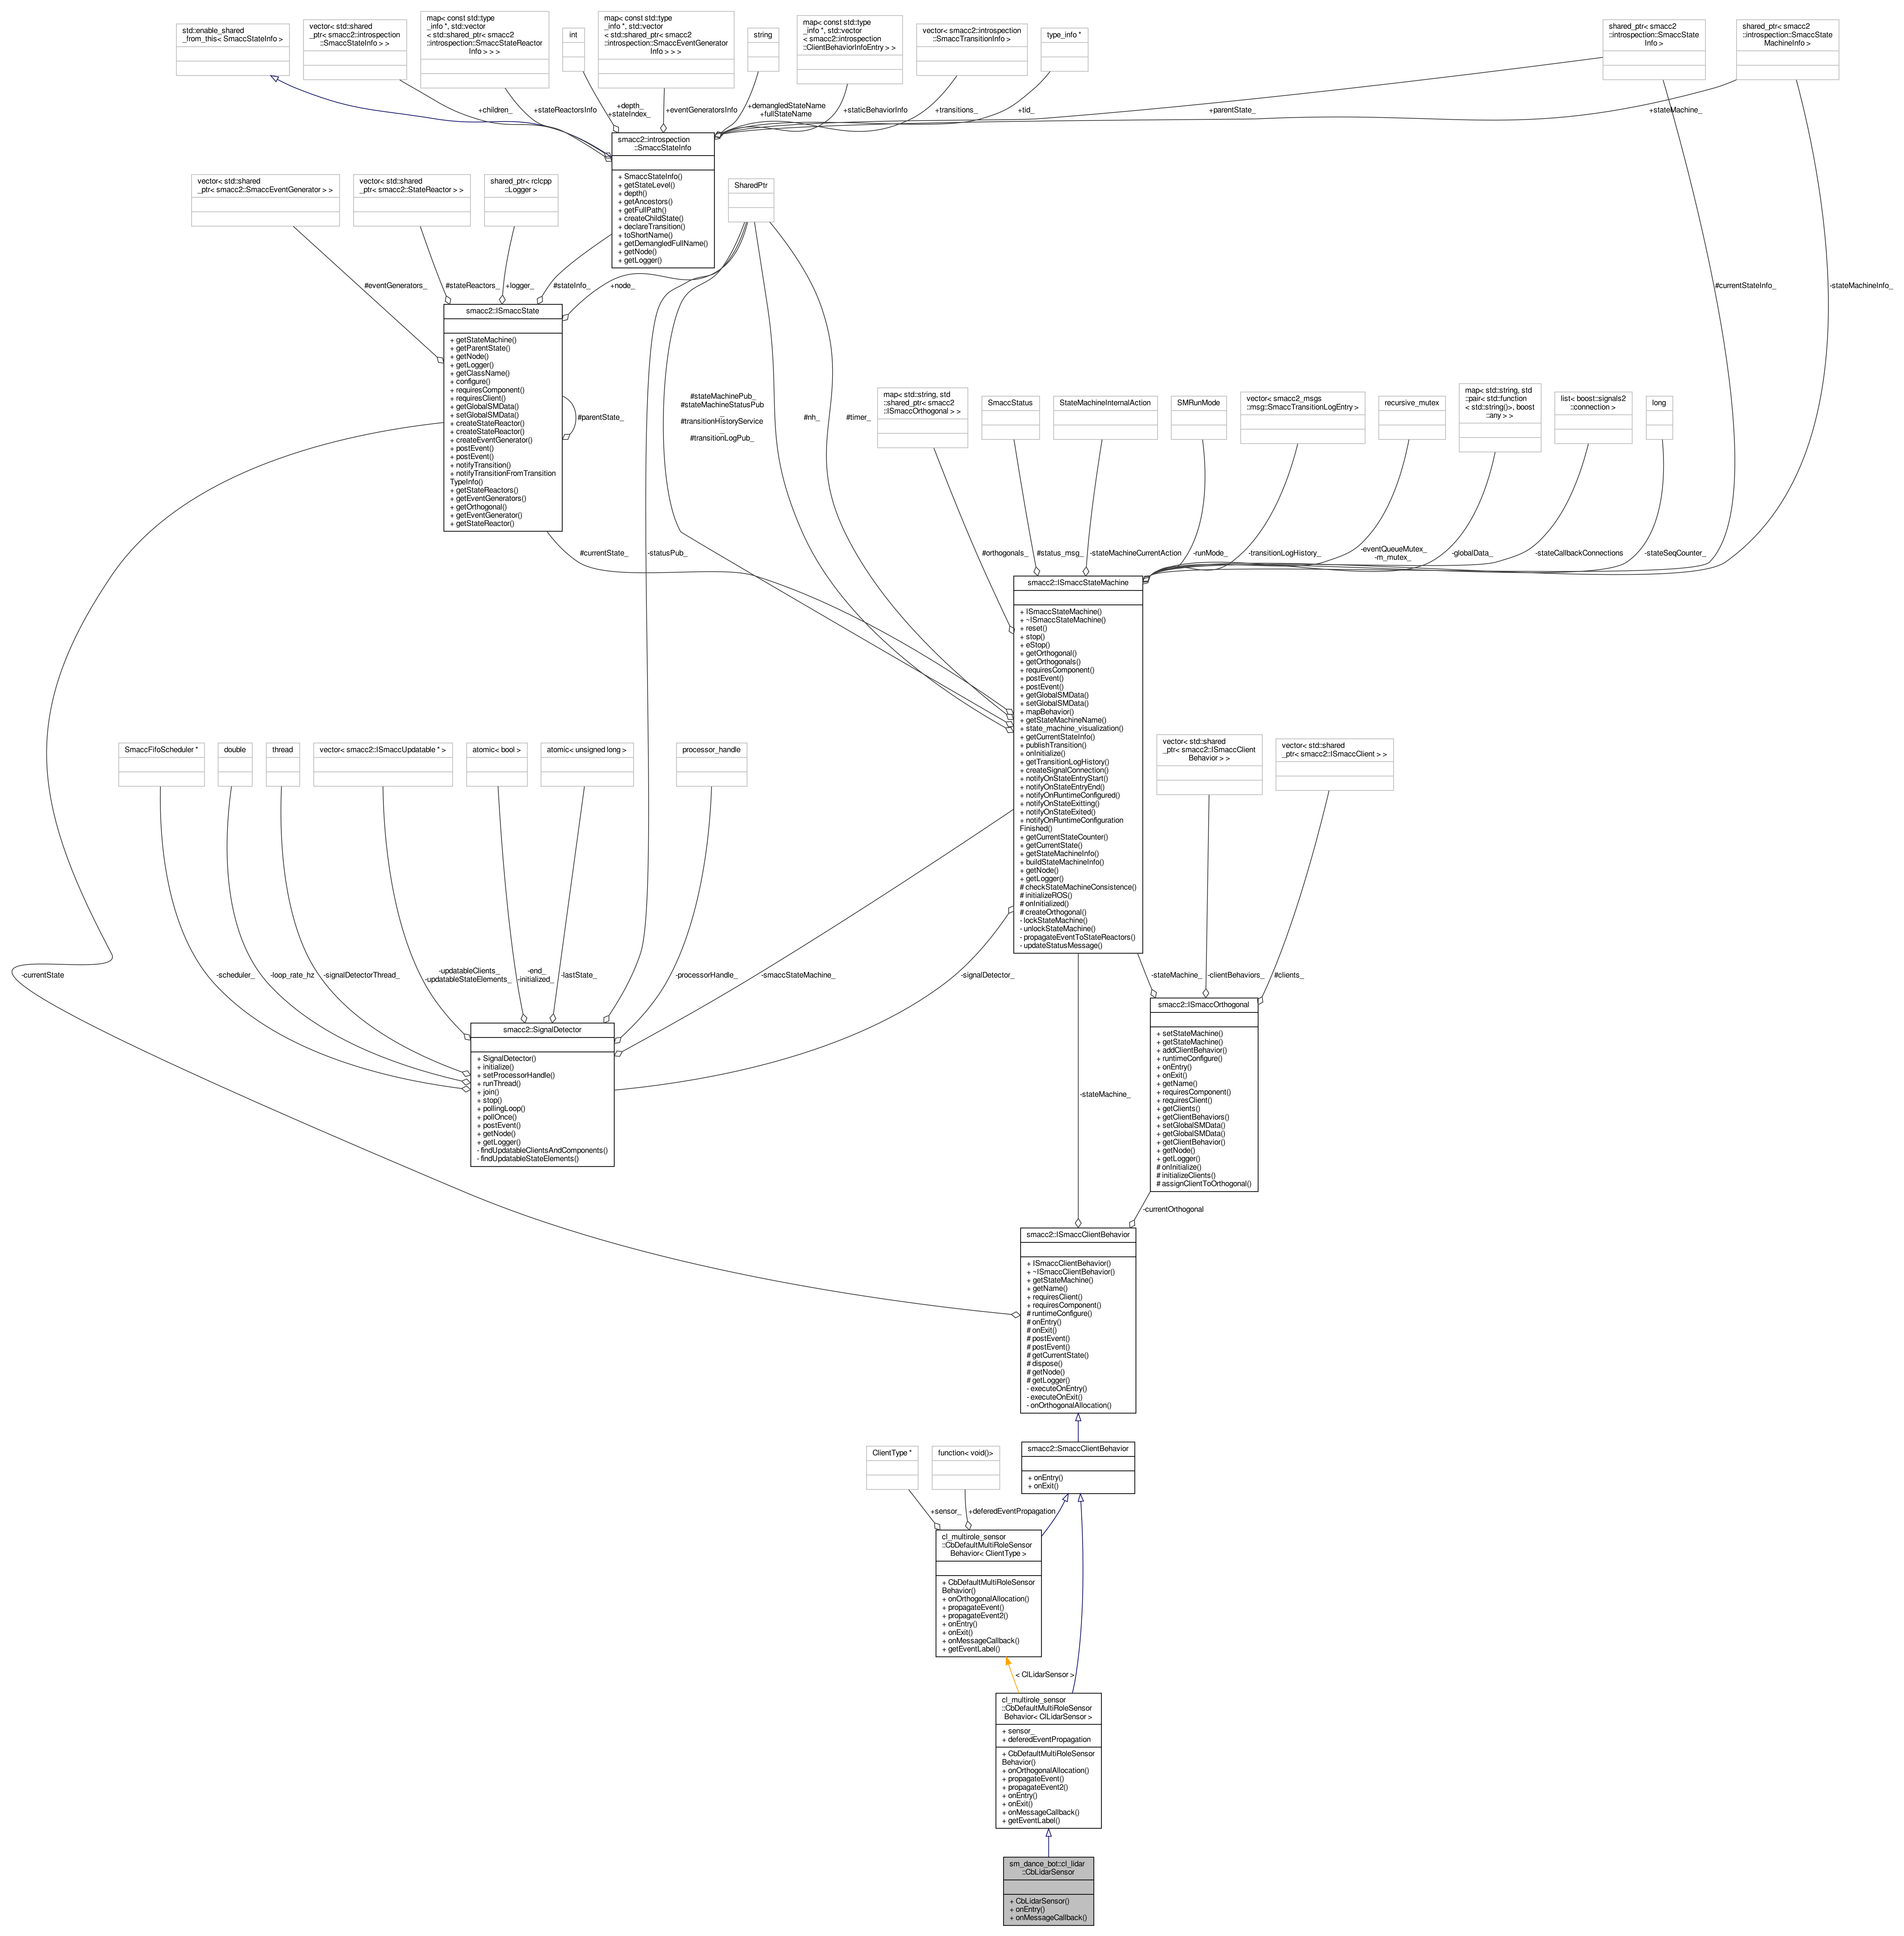 std::enable_shared
_from_this< SmaccStateInfo >
vector< std::shared
_ptr< smacc2::introspection
::SmaccStateInfo > >
map< const std::type
_info *, std::vector
< std::shared_ptr< smacc2
::introspection::SmaccStateReactor
Info > > >
int
map< const std::type
_info *, std::vector
< std::shared_ptr< smacc2
::introspection::SmaccEventGenerator
Info > > >
string
map< const std::type
_info *, std::vector
< smacc2::introspection
::ClientBehaviorInfoEntry > >
vector< smacc2::introspection
::SmaccTransitionInfo >
type_info *
shared_ptr< smacc2
::introspection::SmaccState
Info >
shared_ptr< smacc2
::introspection::SmaccState
MachineInfo >
+children_
+stateReactorsInfo
+depth_
+stateIndex_
+eventGeneratorsInfo
+demangledStateName
+fullStateName
+staticBehaviorInfo
+transitions_
+tid_
+parentState_
+stateMachine_
smacc2::introspection
::SmaccStateInfo
+ SmaccStateInfo()
+ getStateLevel()
+ depth()
+ getAncestors()
+ getFullPath()
+ createChildState()
+ declareTransition()
+ toShortName()
+ getDemangledFullName()
+ getNode()
+ getLogger()
vector< std::shared
_ptr< smacc2::SmaccEventGenerator > >
vector< std::shared
_ptr< smacc2::StateReactor > >
shared_ptr< rclcpp
::Logger >
SharedPtr
#eventGenerators_
#stateReactors_
+logger_
#stateInfo_
+node_
#currentStateInfo_
-stateMachineInfo_
smacc2::ISmaccState
+ getStateMachine()
+ getParentState()
+ getNode()
+ getLogger()
+ getClassName()
+ configure()
+ requiresComponent()
+ requiresClient()
+ getGlobalSMData()
+ setGlobalSMData()
+ createStateReactor()
+ createStateReactor()
+ createEventGenerator()
+ postEvent()
+ postEvent()
+ notifyTransition()
+ notifyTransitionFromTransition
TypeInfo()
+ getStateReactors()
+ getEventGenerators()
+ getOrthogonal()
+ getEventGenerator()
+ getStateReactor()
#parentState_
#stateMachinePub_
#stateMachineStatusPub
_
#transitionHistoryService
_
#transitionLogPub_
#nh_
#timer_
map< std::string, std
::shared_ptr< smacc2
::ISmaccOrthogonal > >
SmaccStatus
StateMachineInternalAction
SMRunMode
vector< smacc2_msgs
::msg::SmaccTransitionLogEntry >
recursive_mutex
map< std::string, std
::pair< std::function
< std::string()>, boost
::any > >
list< boost::signals2
::connection >
long
#currentState_
-statusPub_
#orthogonals_
#status_msg_
-stateMachineCurrentAction
-runMode_
-transitionLogHistory_
-eventQueueMutex_
-m_mutex_
-globalData_
-stateCallbackConnections
-stateSeqCounter_
smacc2::ISmaccStateMachine
+ ISmaccStateMachine()
+ ~ISmaccStateMachine()
+ reset()
+ stop()
+ eStop()
+ getOrthogonal()
+ getOrthogonals()
+ requiresComponent()
+ postEvent()
+ postEvent()
+ getGlobalSMData()
+ setGlobalSMData()
+ mapBehavior()
+ getStateMachineName()
+ state_machine_visualization()
+ getCurrentStateInfo()
+ publishTransition()
+ onInitialize()
+ getTransitionLogHistory()
+ createSignalConnection()
+ notifyOnStateEntryStart()
+ notifyOnStateEntryEnd()
+ notifyOnRuntimeConfigured()
+ notifyOnStateExitting()
+ notifyOnStateExited()
+ notifyOnRuntimeConfiguration
Finished()
+ getCurrentStateCounter()
+ getCurrentState()
+ getStateMachineInfo()
+ buildStateMachineInfo()
+ getNode()
+ getLogger()
# checkStateMachineConsistence()
# initializeROS()
# onInitialized()
# createOrthogonal()
- lockStateMachine()
- unlockStateMachine()
- propagateEventToStateReactors()
- updateStatusMessage()
SmaccFifoScheduler *
double
thread
vector< smacc2::ISmaccUpdatable * >
atomic< bool >
atomic< unsigned long >
processor_handle
vector< std::shared
_ptr< smacc2::ISmaccClient
Behavior > >
vector< std::shared
_ptr< smacc2::ISmaccClient > >
-currentState
-scheduler_
-loop_rate_hz
-signalDetectorThread_
-updatableClients_
-updatableStateElements_
-end_
-initialized_
-lastState_
-processorHandle_
-smaccStateMachine_
-signalDetector_
-stateMachine_
-clientBehaviors_
#clients_
smacc2::SignalDetector
+ SignalDetector()
+ initialize()
+ setProcessorHandle()
+ runThread()
+ join()
+ stop()
+ pollingLoop()
+ pollOnce()
+ postEvent()
+ getNode()
+ getLogger()
- findUpdatableClientsAndComponents()
- findUpdatableStateElements()
smacc2::ISmaccOrthogonal
+ setStateMachine()
+ getStateMachine()
+ addClientBehavior()
+ runtimeConfigure()
+ onEntry()
+ onExit()
+ getName()
+ requiresComponent()
+ requiresClient()
+ getClients()
+ getClientBehaviors()
+ setGlobalSMData()
+ getGlobalSMData()
+ getClientBehavior()
+ getNode()
+ getLogger()
# onInitialize()
# initializeClients()
# assignClientToOrthogonal()
-stateMachine_
-currentOrthogonal
smacc2::ISmaccClientBehavior
+ ISmaccClientBehavior()
+ ~ISmaccClientBehavior()
+ getStateMachine()
+ getName()
+ requiresClient()
+ requiresComponent()
# runtimeConfigure()
# onEntry()
# onExit()
# postEvent()
# postEvent()
# getCurrentState()
# dispose()
# getNode()
# getLogger()
- executeOnEntry()
- executeOnExit()
- onOrthogonalAllocation()
ClientType *
function< void()>
smacc2::SmaccClientBehavior
+ onEntry()
+ onExit()
+sensor_
+deferedEventPropagation
cl_multirole_sensor
::CbDefaultMultiRoleSensor
Behavior< ClientType >
+ CbDefaultMultiRoleSensor
Behavior()
+ onOrthogonalAllocation()
+ propagateEvent()
+ propagateEvent2()
+ onEntry()
+ onExit()
+ onMessageCallback()
+ getEventLabel()
< ClLidarSensor >
cl_multirole_sensor
::CbDefaultMultiRoleSensor
Behavior< ClLidarSensor >
+ sensor_
+ deferedEventPropagation
+ CbDefaultMultiRoleSensor
Behavior()
+ onOrthogonalAllocation()
+ propagateEvent()
+ propagateEvent2()
+ onEntry()
+ onExit()
+ onMessageCallback()
+ getEventLabel()
sm_dance_bot::cl_lidar
::CbLidarSensor
+ CbLidarSensor()
+ onEntry()
+ onMessageCallback()